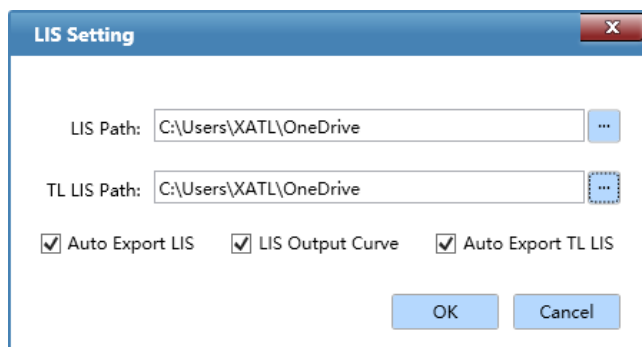 LIS Setting
x
LIS Path: C:\Users\XATL\OneDrive ...
TL LIS Path: C:\Users\XATL\OneDrive ...
Auto Export LIS LIS Output Curve Auto Export TL LIS
OK Cancel